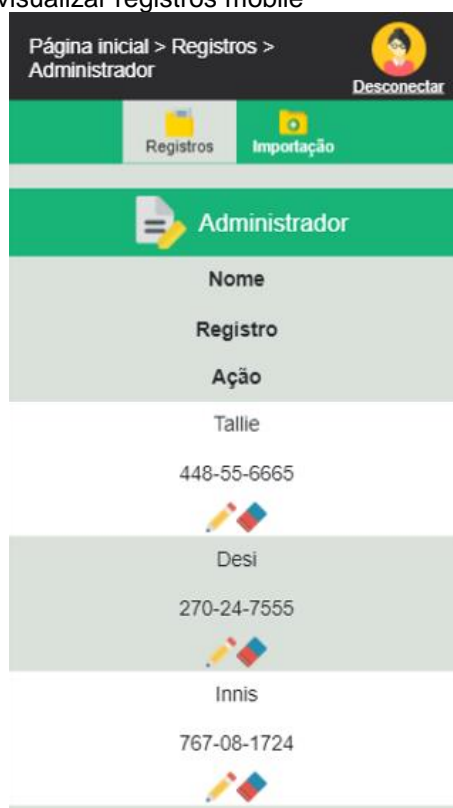 visualizar registros mobile
Página inicial > Registros >
Administrador
Desconectar
Registros
Importação
Administrador
Nome
Registro
Ação
Tallie
448-55-6665
Desi
270-24-7555
Innis
767-08-1724